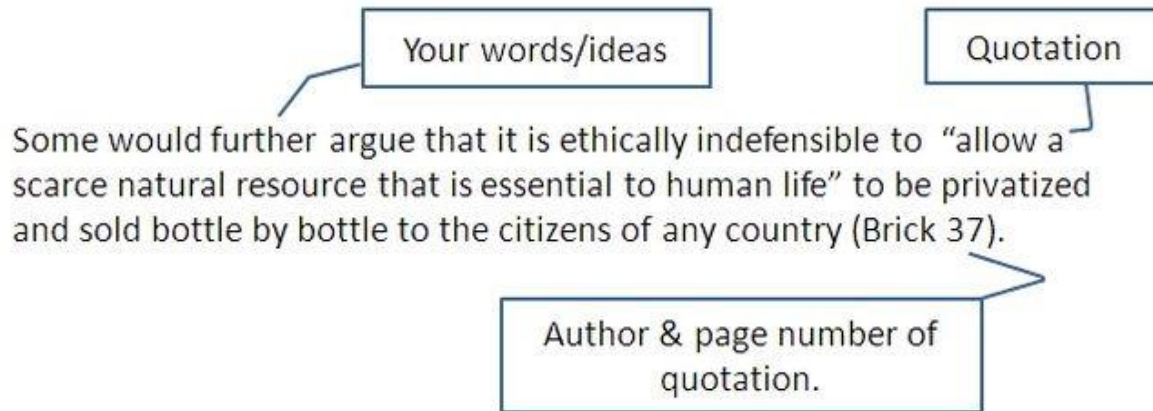 Your words/ideas
Quotation
Some would further argue that it is ethically indefensible to “allow a
scarce natural resource that is essential to human life” to be privatized
and sold bottle by bottle to the citizens of any country (Brick 37).
Author & page number of
quotation.